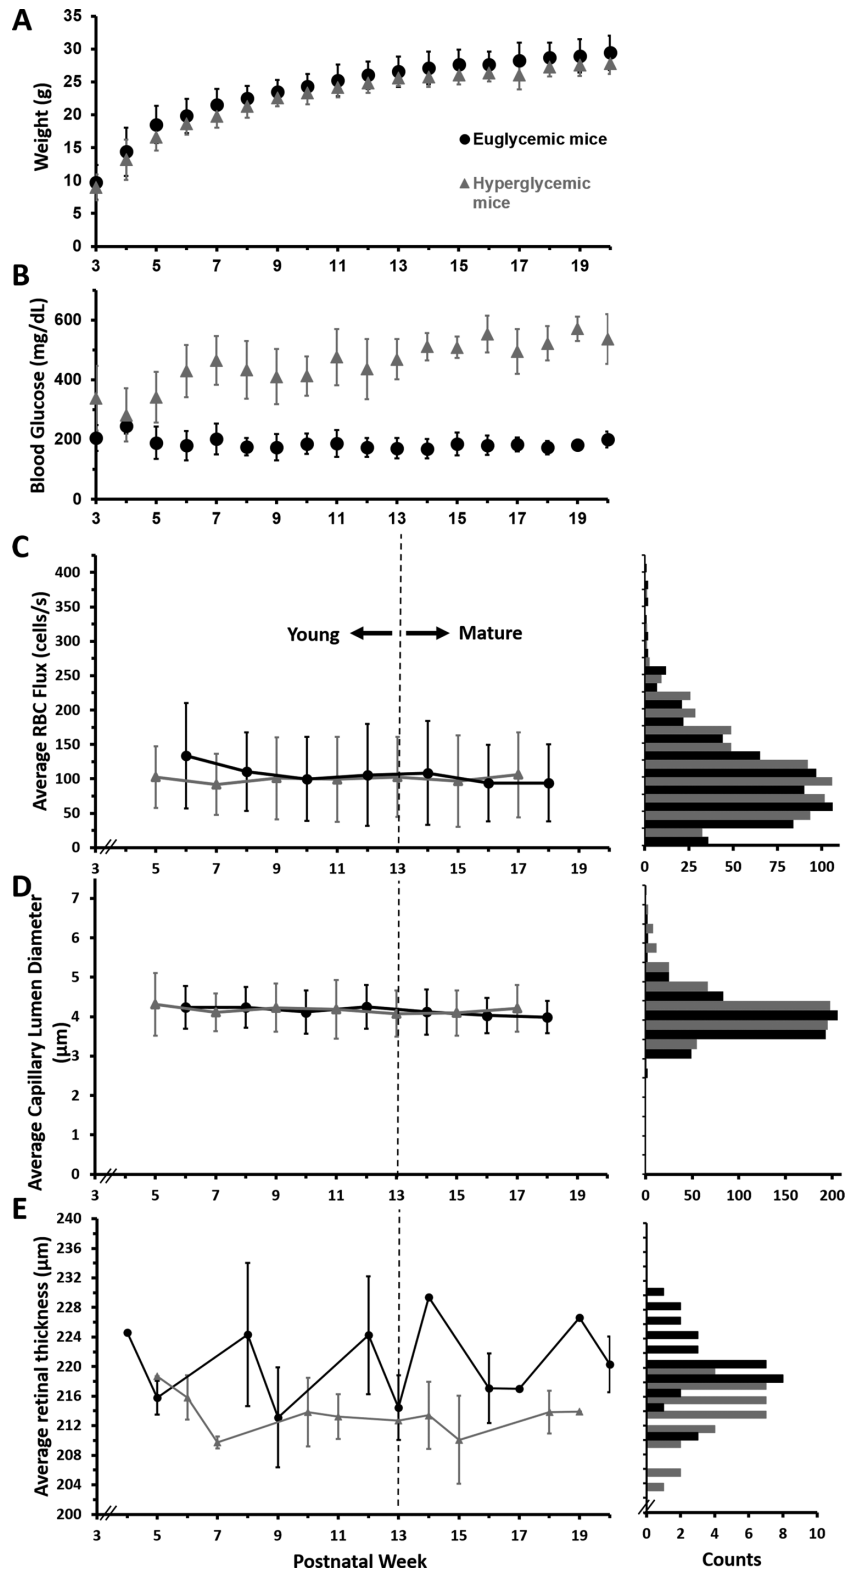 A
35
30
25
20
15
10
5
0
Weight (g)
Euglycemic mice
Hyperglycemic
mice
3 5 7 9 11 13 15 17 19
B
600
400
200
0
Blood Glucose (mg/dL)
3 5 7 9 11 13 15 17 19
C
400
350
300
250
200
150
100
50
0
Average RBC Flux (cells/s)
Young Mature
3 5 7 9 11 13 15 17 19
0 25 50 75 100
D
7
6
5
4
3
2
1
0
Average Capillary Lumen Diameter
(μm)
3 5 7 9 11 13 15 17 19
0 50 100 150 200
E
240
236
232
228
224
220
216
212
208
204
200
Average retinal thickness (μm)
3 5 7 9 11 13 15 17 19
0 2 4 6 8 10
Postnatal Week
Counts